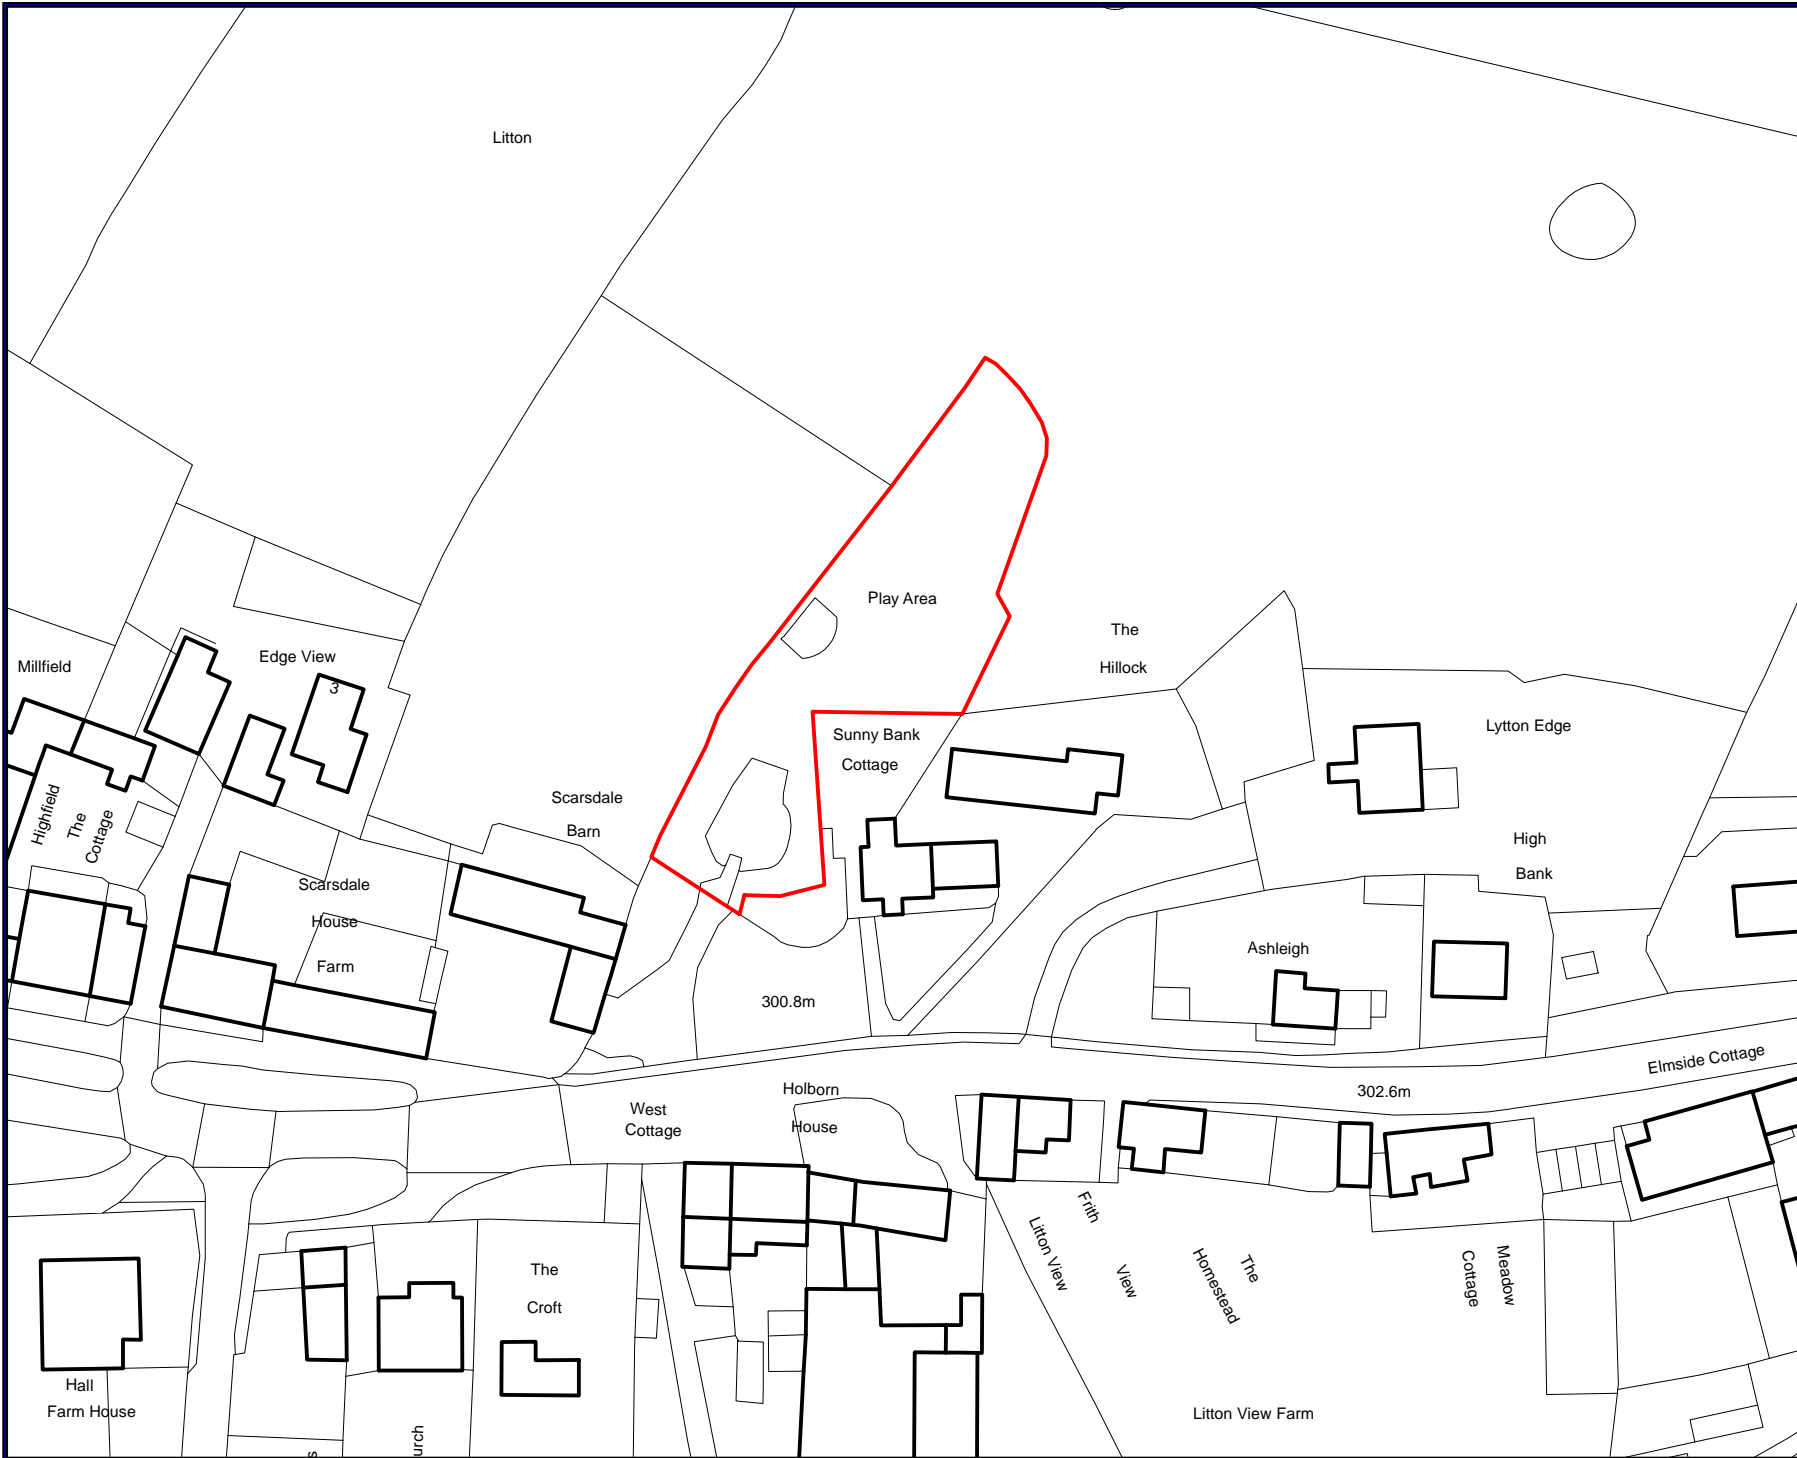 Litton
Play Area
The
Hillock
Millfield
Edge View
3
Sunny Bank
Cottage
Lytton Edge
Scarsdale
Barn
Highfield
The
Cottage
High
Bank
Scarsdale
House
Farm
Ashleigh
300.8m
Elmside Cottage
302.6m
Holborn
House
West
Cottage
Frith
View
Litton View
The
Homestead
Meadow
Cottage
The
Croft
Hall
Farm House
Litton View Farm
urch
s